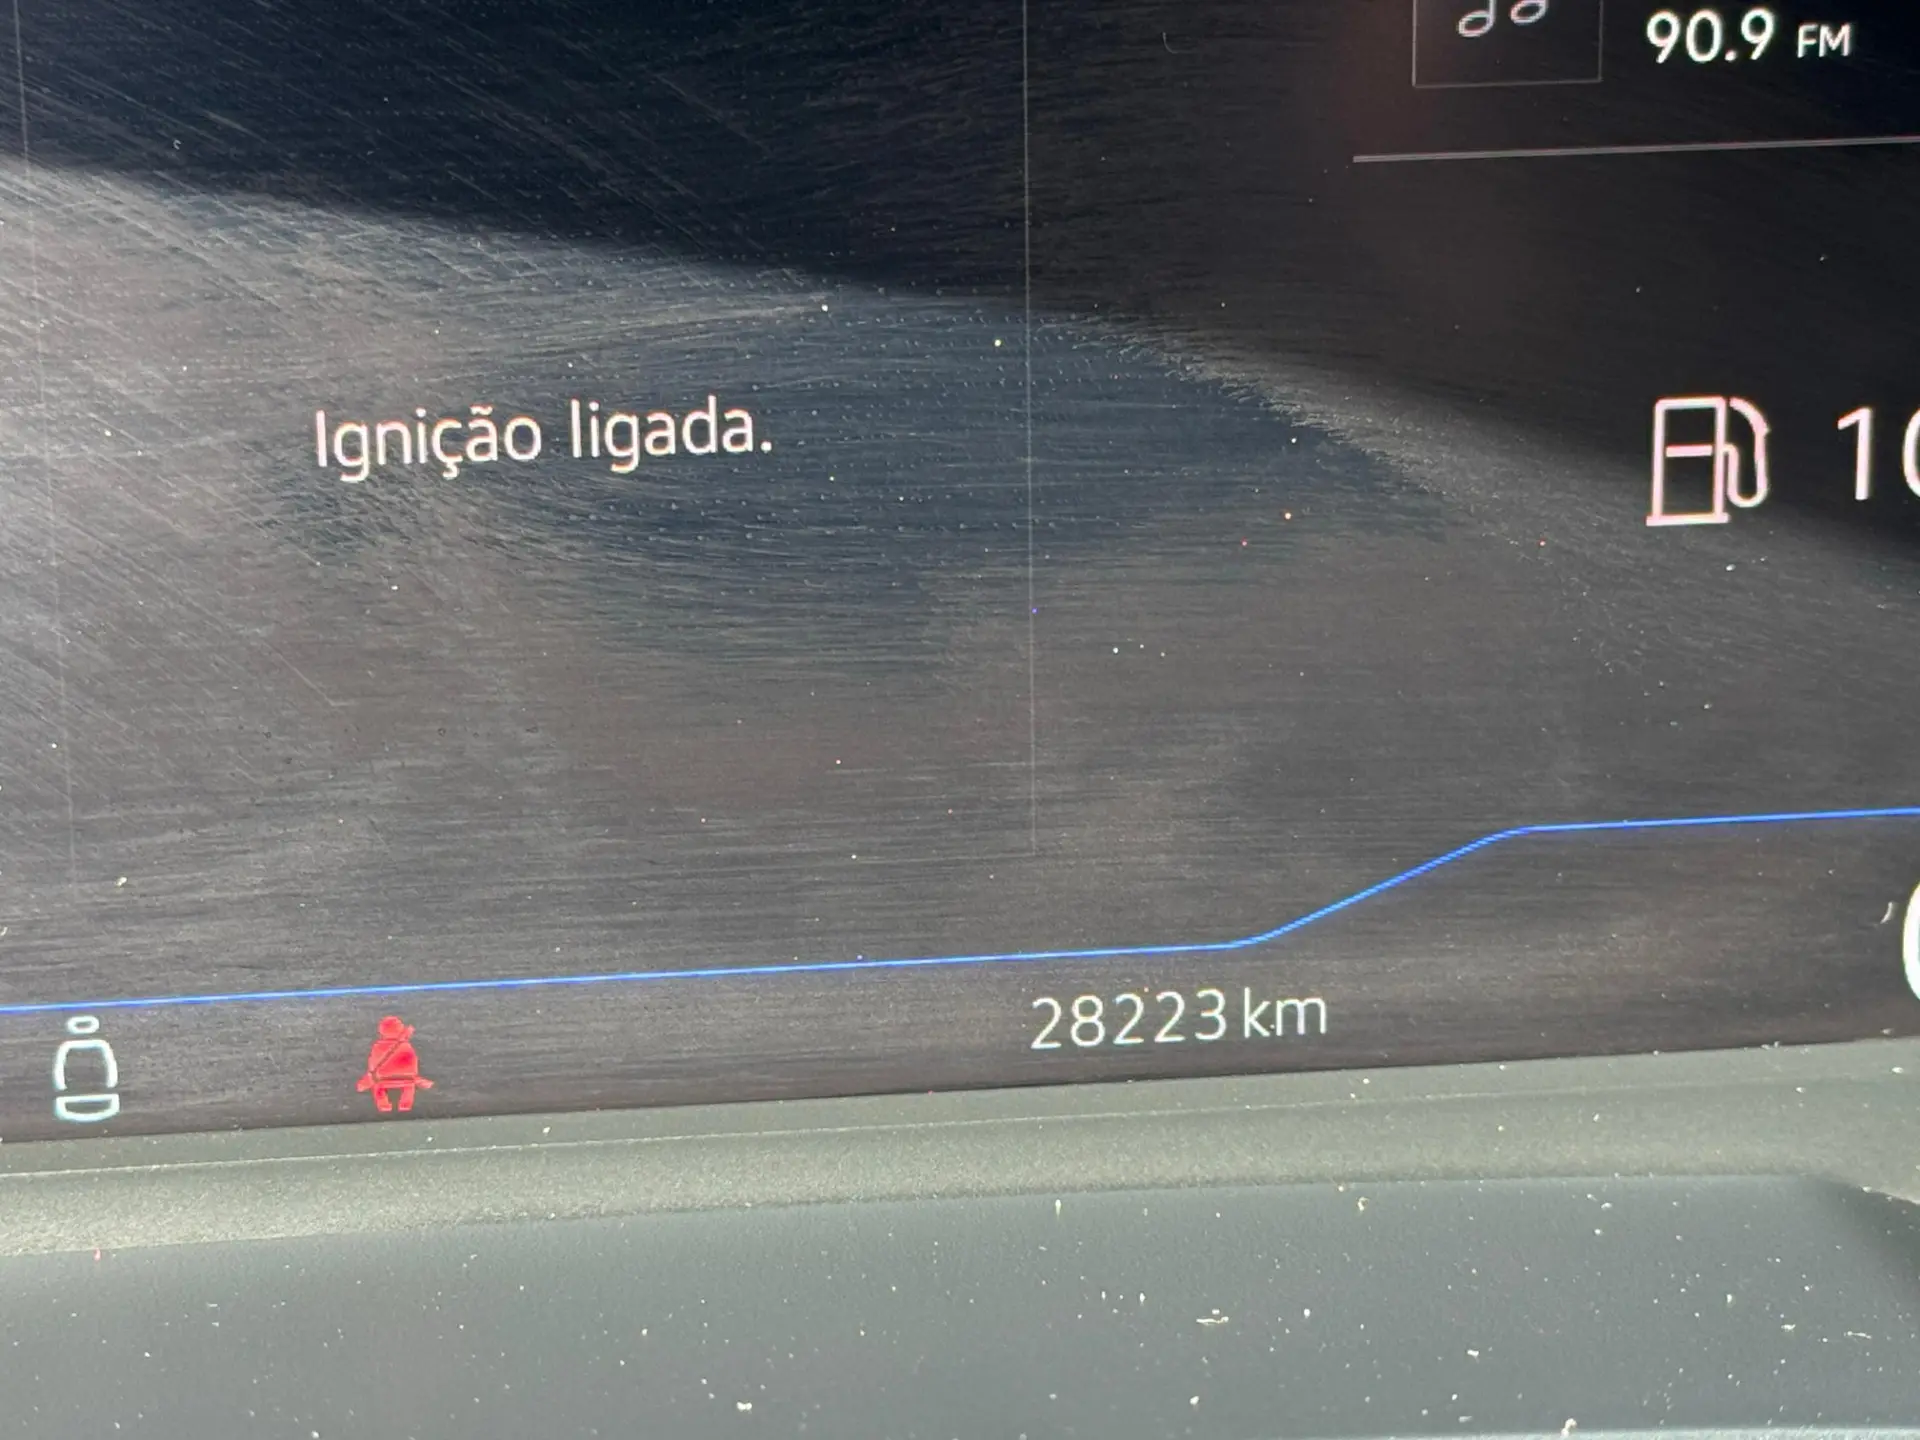 90.9 FM
Ignição ligada.
28223 km